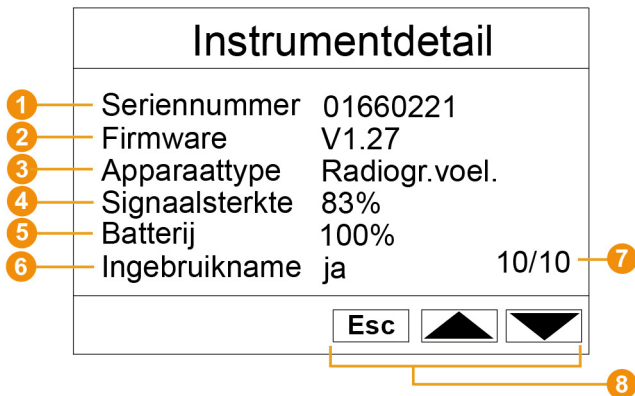 Instrumentdetail
1 Seriennummer 01660221
2 Firmware V1.27
3 Apparaattype Radiogr.voel.
4 Signaalsterkte 83%
5 Batterij 100%
6 Ingebruikname ja 10/10 7
Esc
8